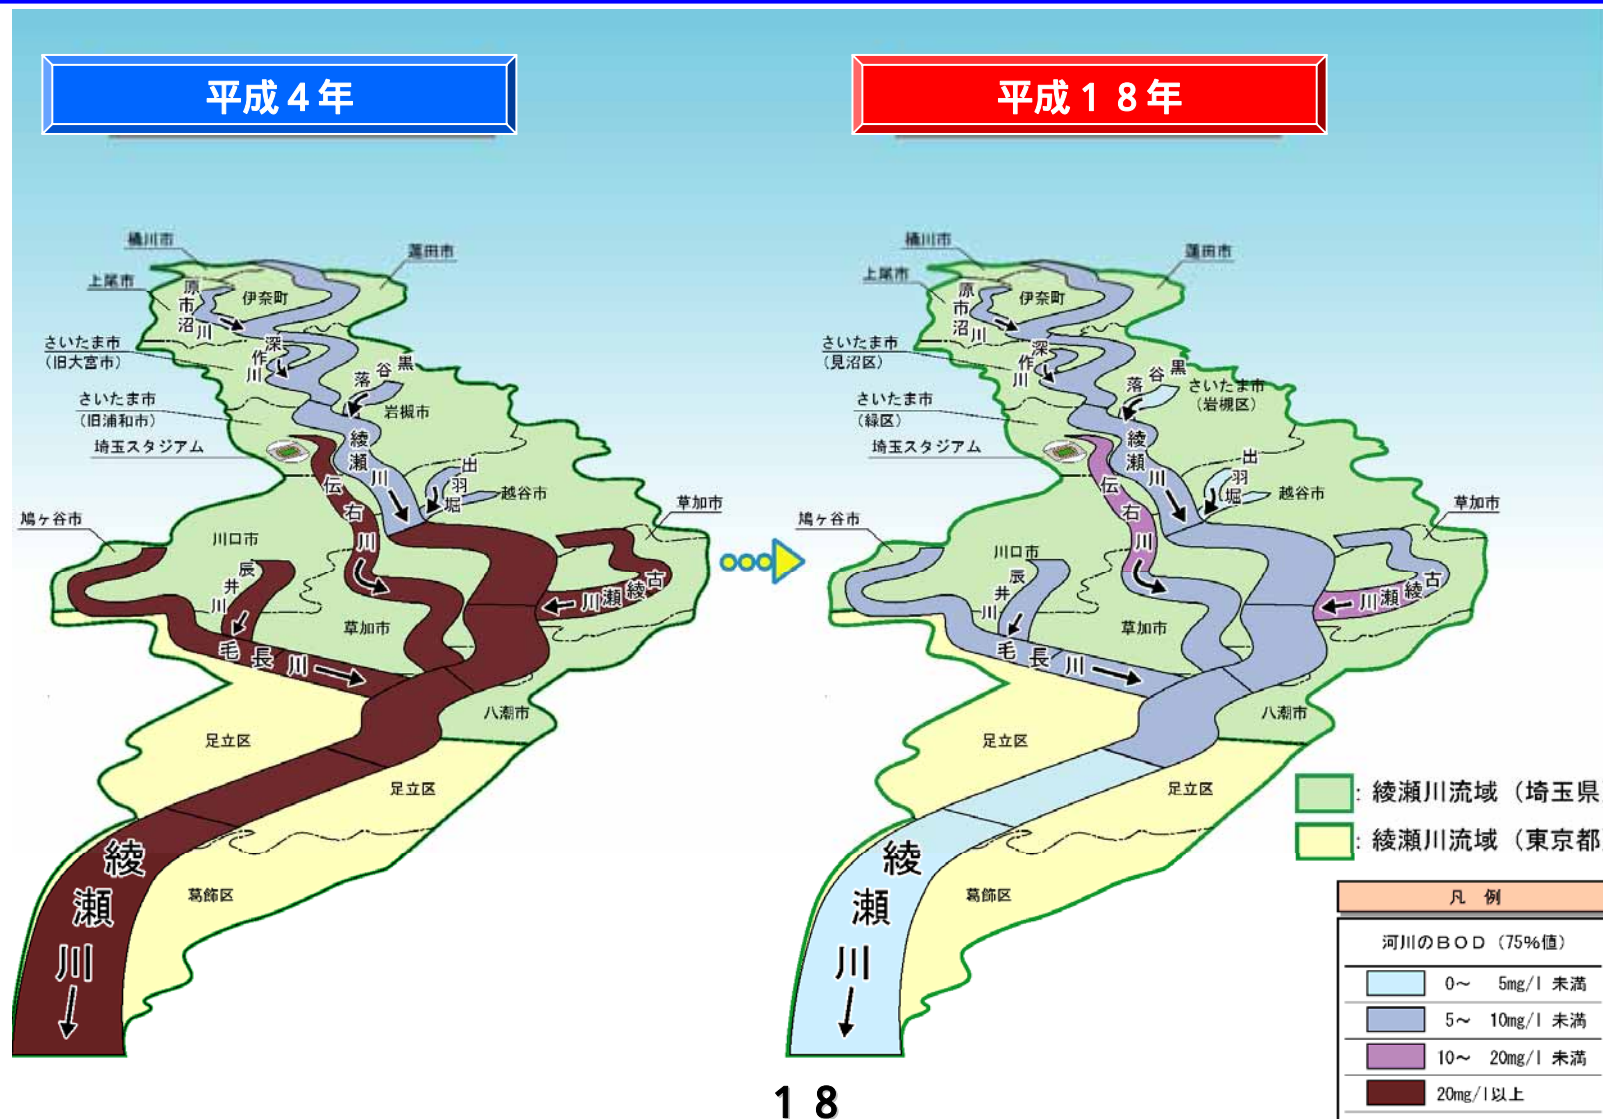 平成４年
平成１８年
桶川市
蓮田市
上尾市
原市沼川
伊奈町
さいたま市
(旧大宮市)
深作川
黒谷落
さいたま市
(旧浦和市)
岩槻市
埼玉スタジアム
綾瀬川
出羽堀
越谷市
伝右川
草加市
鳩ヶ谷市
川口市
辰井川
古綾瀬川
草加市
毛長川
八潮市
足立区
足立区
綾瀬川
葛飾区
桶川市
蓮田市
上尾市
原市沼川
伊奈町
さいたま市
(見沼区)
深作川
黒谷落
さいたま市
(岩槻区)
さいたま市
(緑区)
埼玉スタジアム
綾瀬川
出羽堀
越谷市
伝右川
草加市
鳩ヶ谷市
川口市
辰井川
古綾瀬川
草加市
毛長川
八潮市
足立区
足立区
綾瀬川
葛飾区
：綾瀬川流域（埼玉県
：綾瀬川流域（東京都
凡例
河川のＢＯＤ（75%値）
0～ 5mg/l 未満
5～ 10mg/l 未満
10～ 20mg/l 未満
20mg/l以上
１８